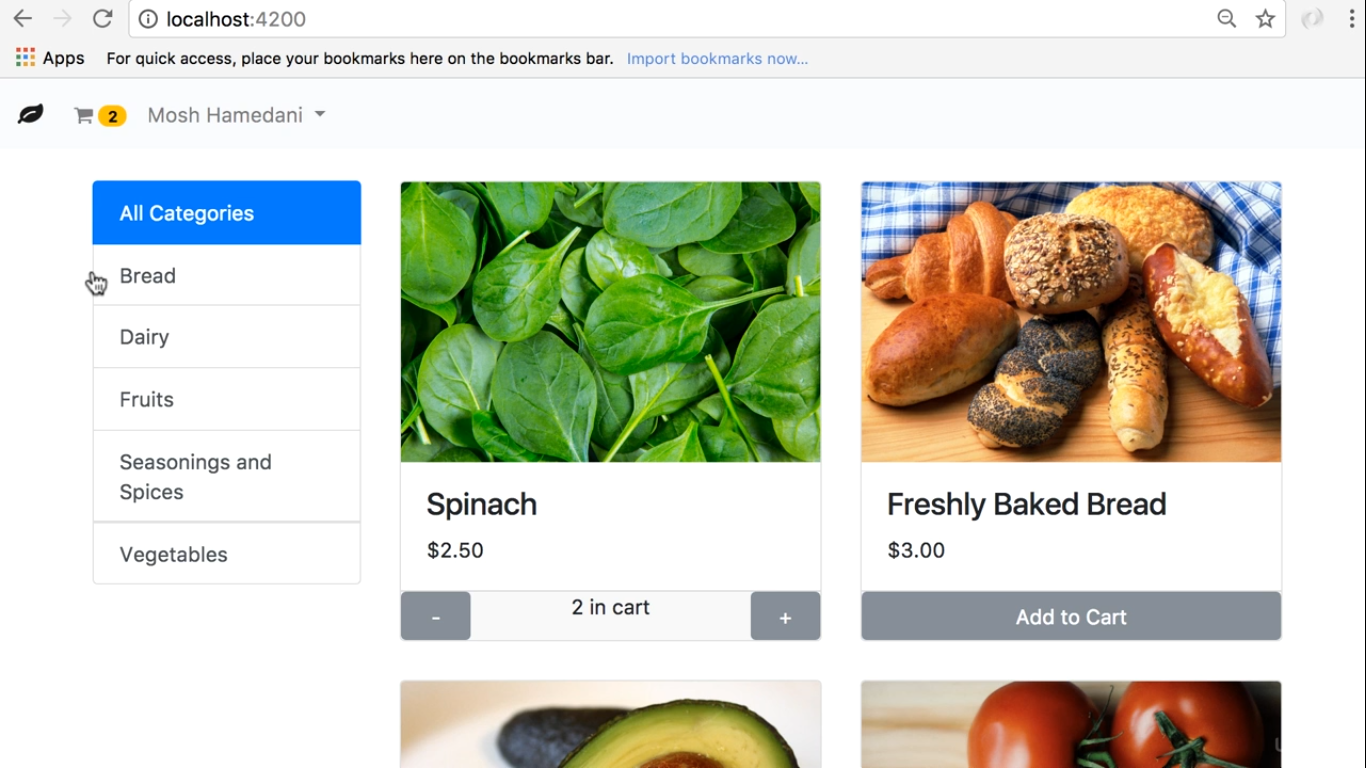 localhost:4200
Apps For quick access, place your bookmarks here on the bookmarks bar. Import bookmarks now...
2 Mosh Hamedani
All Categories
Bread
Dairy
Fruits
Seasonings and
Spices
Vegetables
Spinach
$2.50
- 2 in cart +
Freshly Baked Bread
$3.00
Add to Cart